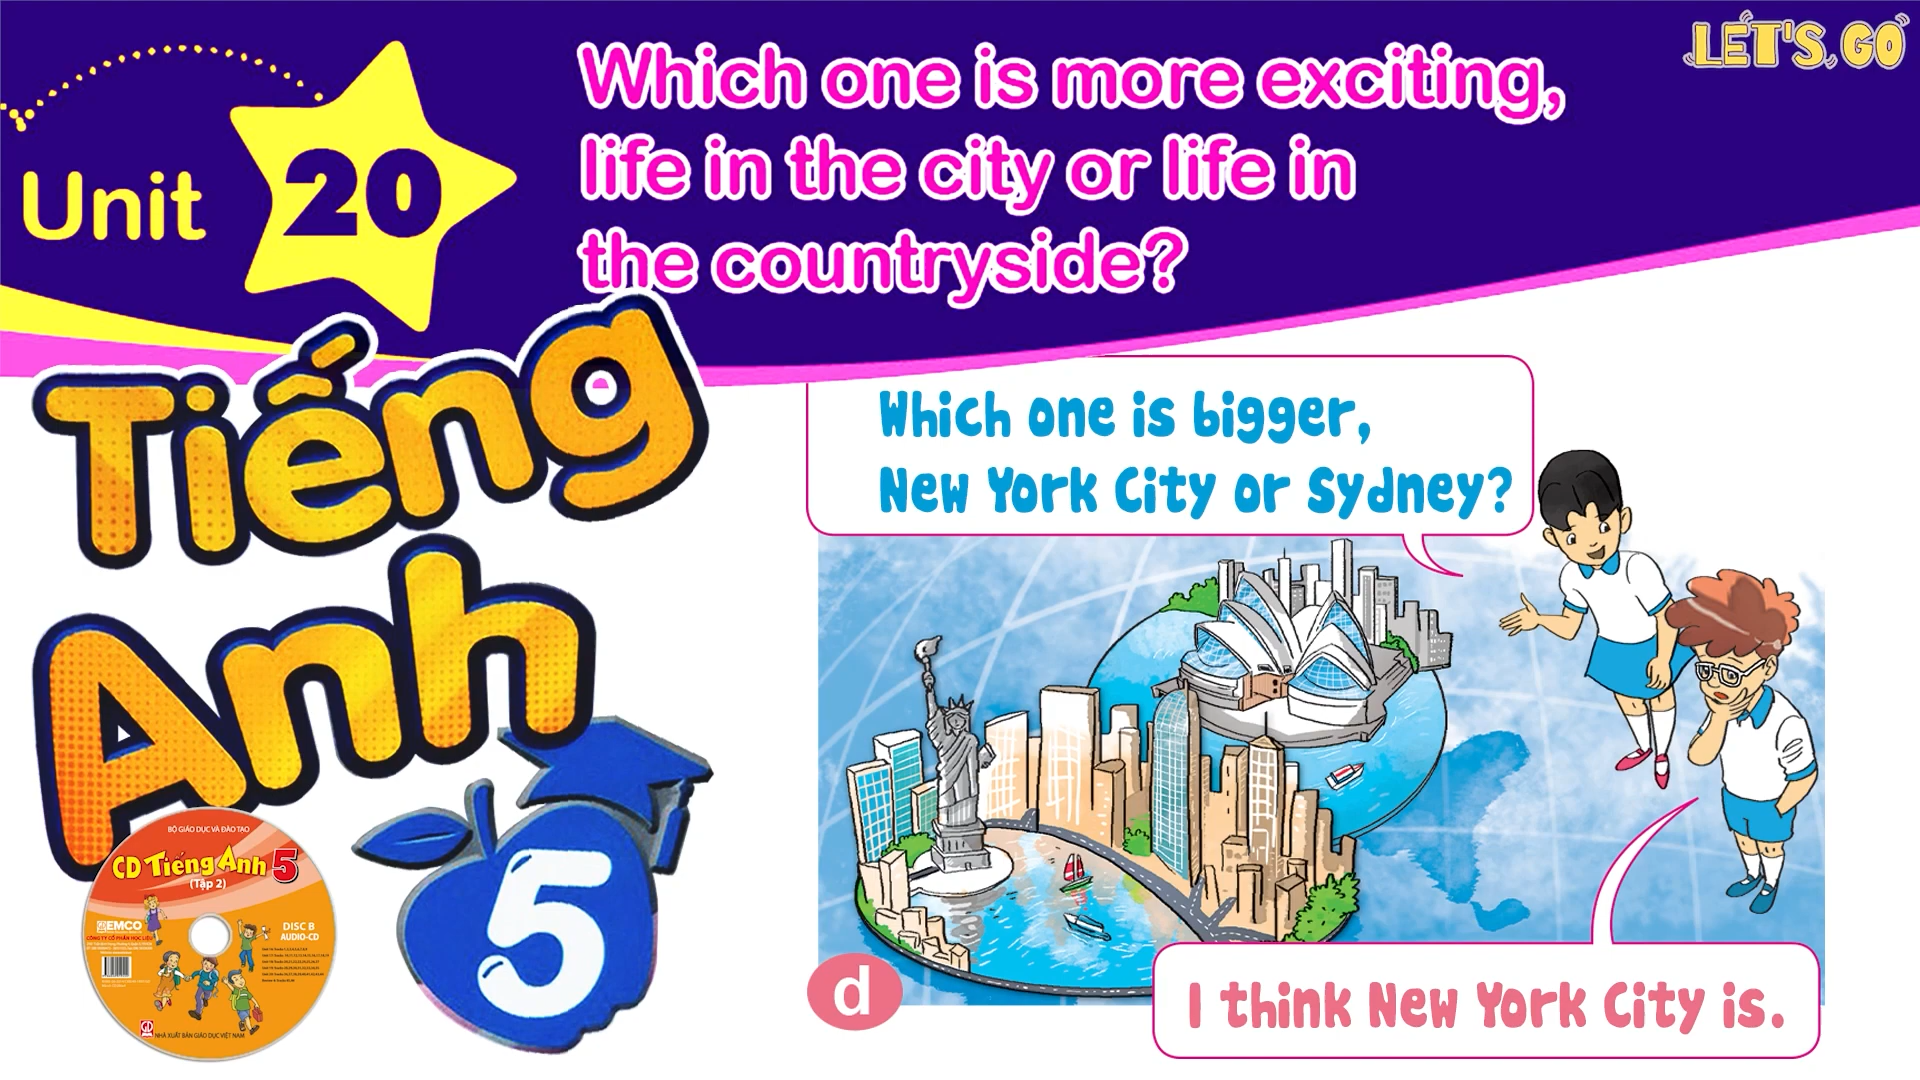 LET'S GO
Unit 20
Which one is more exciting,
life in the city or life in
the countryside?
Tiếng
Anh
5
Which one is bigger,
New York City or Sydney?
d
I think New York City is.
BỘ GIÁO DỤC VÀ ĐÀO TẠO
CD Tiếng Anh 5
(Tập 2)
EMCO
DISC B
AUDIO-CD
NHÀ XUẤT BẢN GIÁO DỤC VIỆT NAM